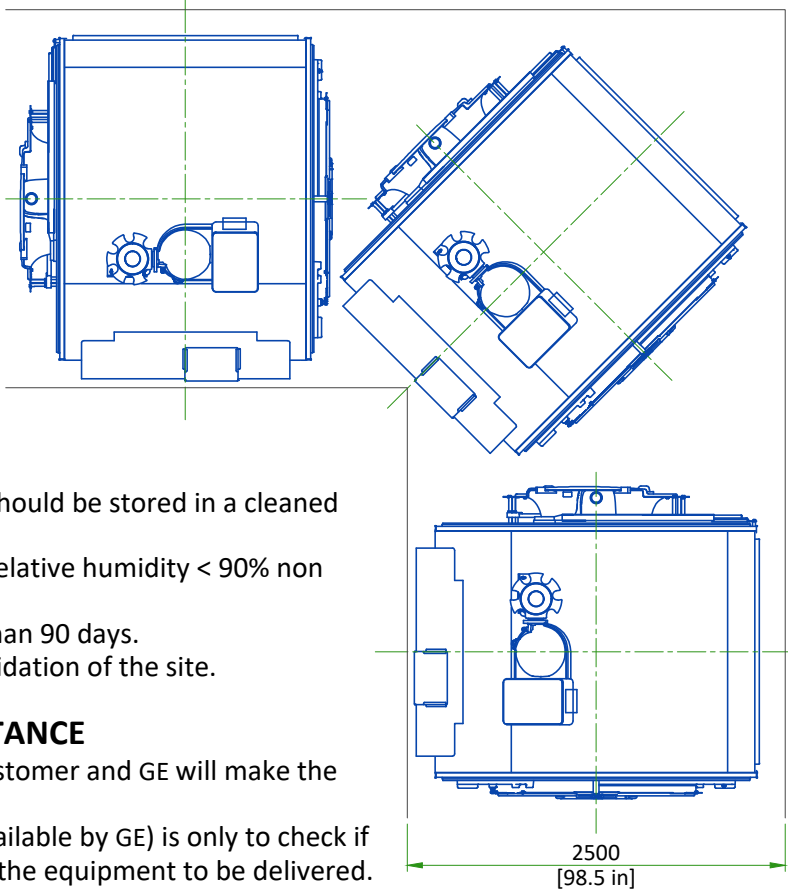 hould be stored in a cleaned
elative humidity < 90% non
han 90 days.
idation of the site.
TANCE
stomer and GE will make the
ailable by GE) is only to check if
the equipment to be delivered.
2500
[98.5 in]